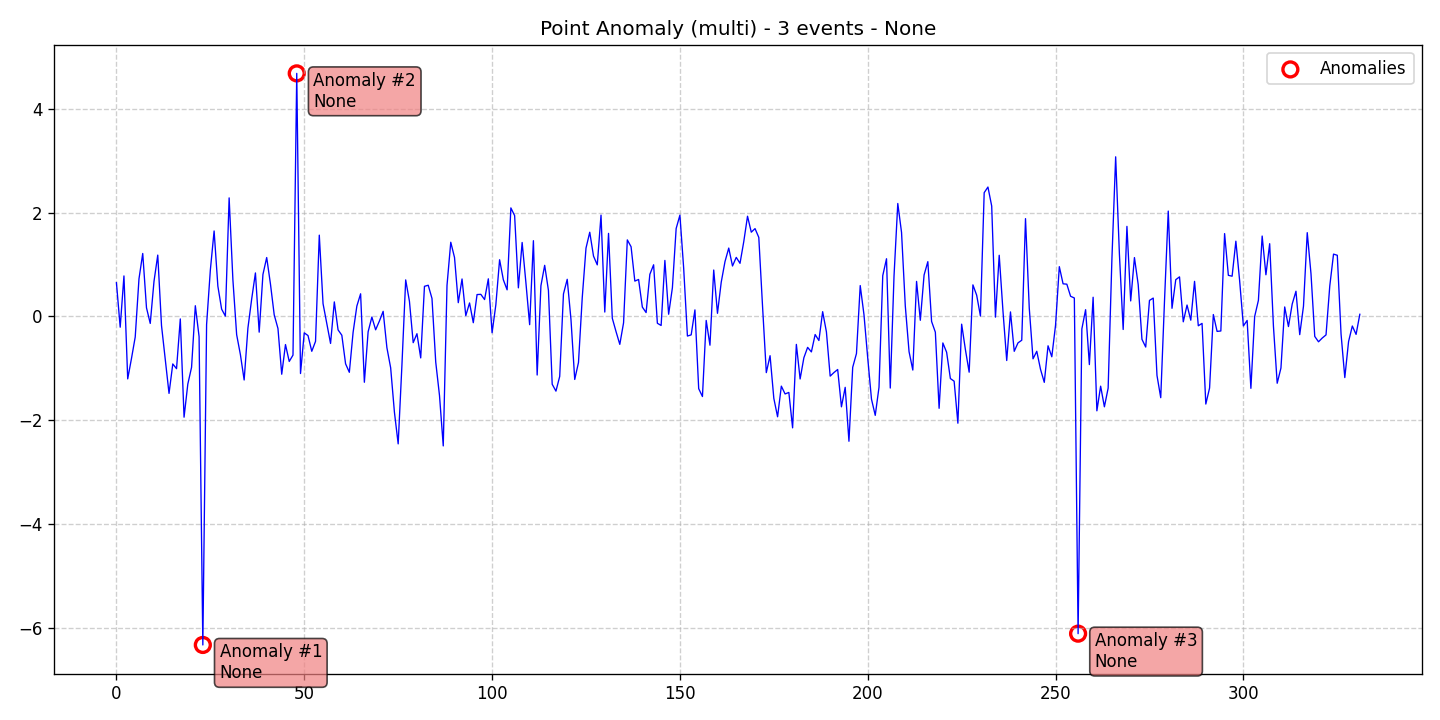 Point Anomaly (multi) - 3 events - None
Anomalies
Anomaly #2
None
4
2
0
−2
−4
−6
Anomaly #1
None
Anomaly #3
None
0
50
100
150
200
250
300